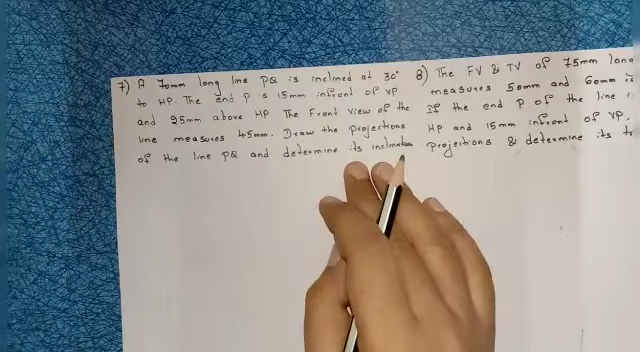 7) A 70mm long line PQ is inclined at 30°
to HP. The end P is 15mm infront of VP
and 25mm above HP The Front view of the
line measures 45mm. Draw the projections
of the line PQ and determine its
8) The FV & TV of 75mm long
measures 50mm and 60mm
If the end P of the line
HP and 15mm infront of VP.
projections & determine its